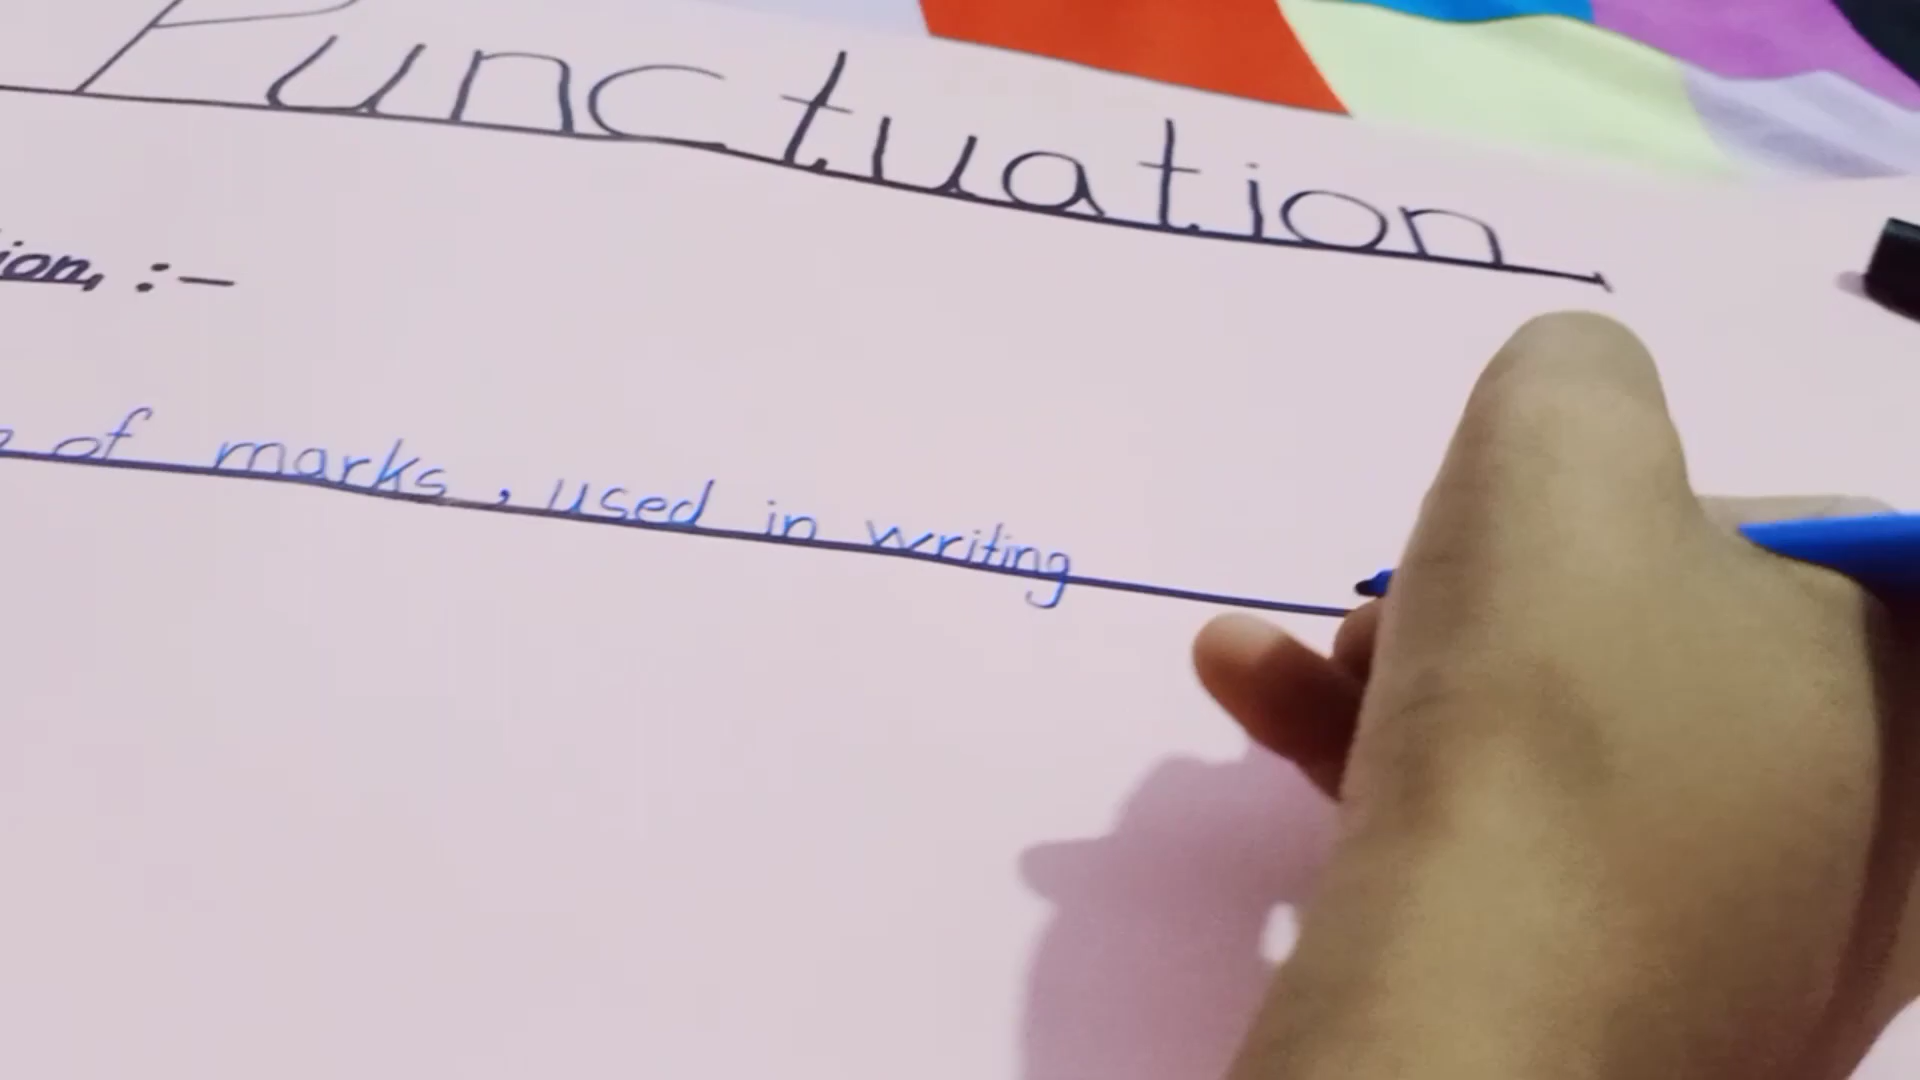 Punctuation
ion, :-
of marks, used in writing